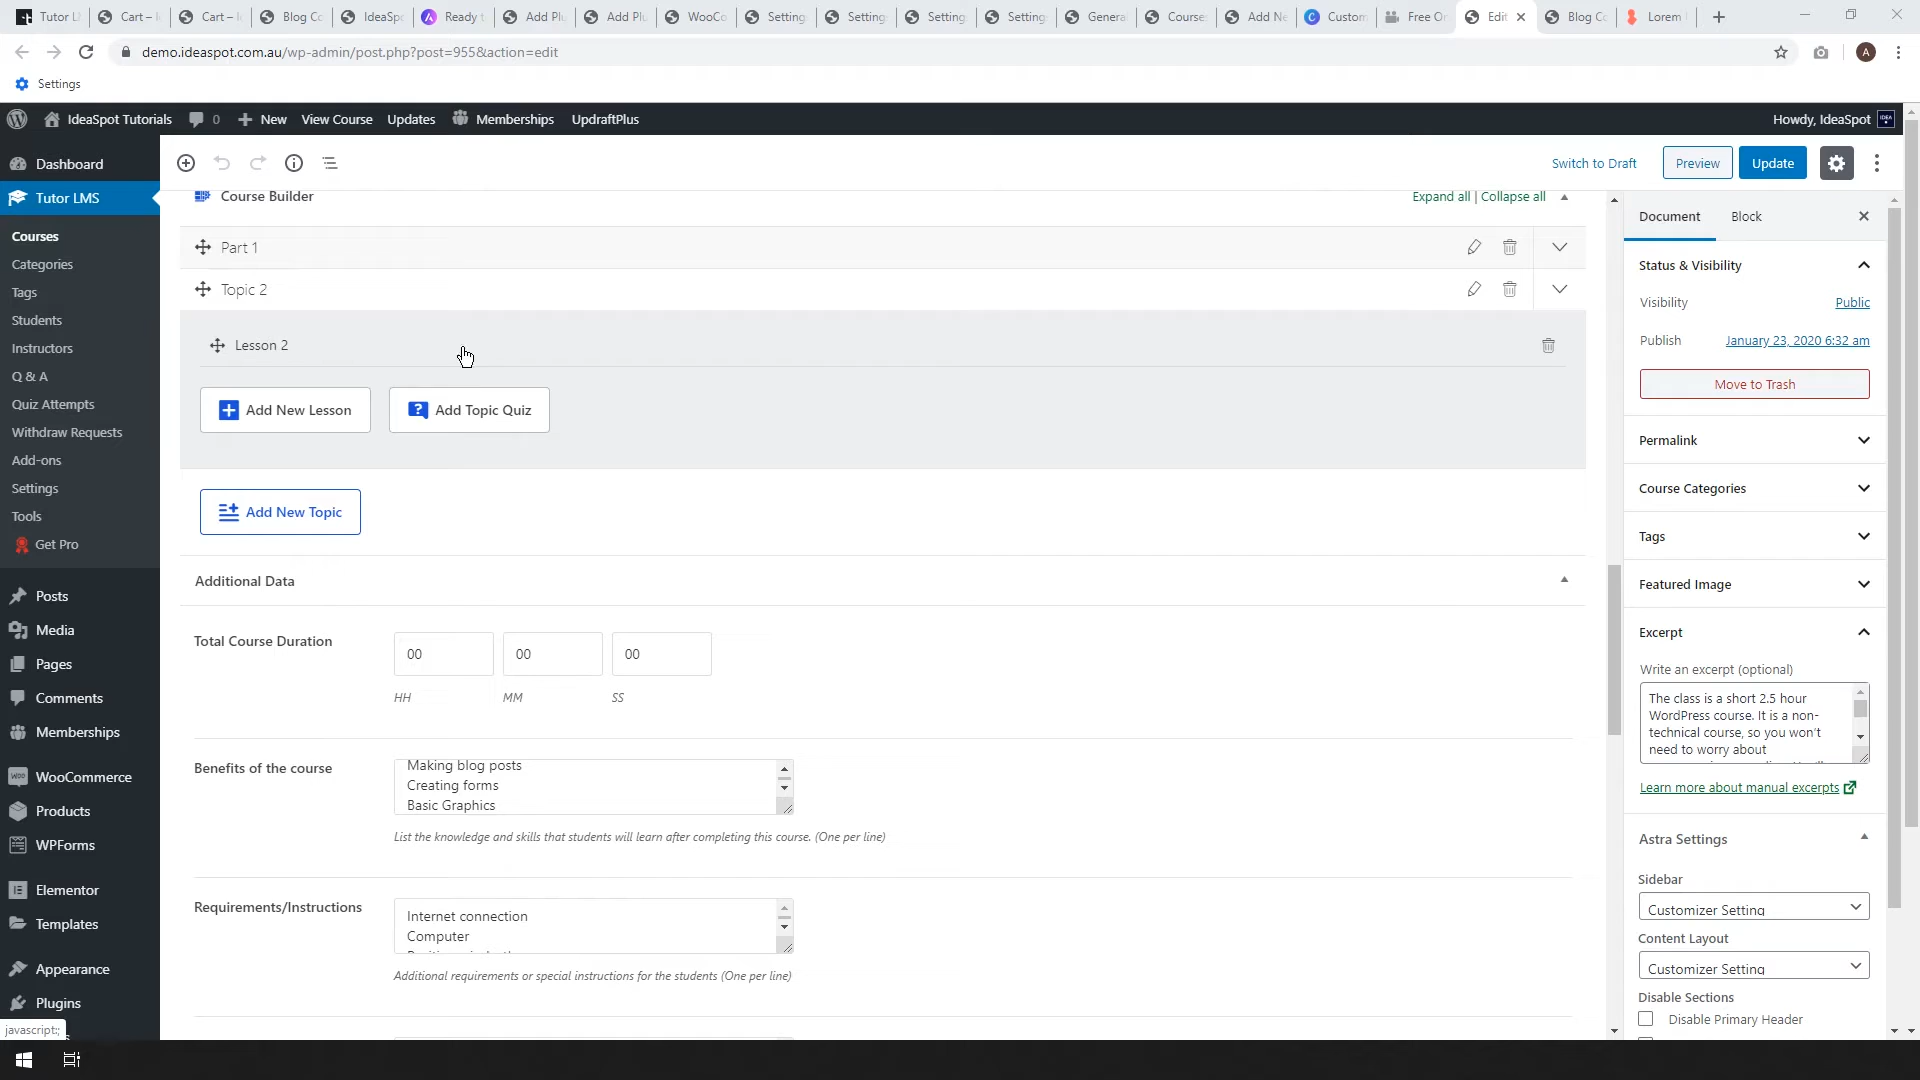 Tutor L
Cart –
Cart –
Blog Co
IdeaSp
Ready t
Add Plu
Add Plu
WooCo
Setting
Setting
Setting
Setting
Genera
Course
Add Ne
Custom
Free On
Edit
Blog Co
Lorem
demo.ideaspot.com.au/wp-admin/post.php?post=955&action=edit
A
Settings
IdeaSpot Tutorials
0
New
View Course
Updates
Memberships
UpdraftPlus
Howdy, IdeaSpot
Dashboard
Tutor LMS
Courses
Categories
Tags
Students
Instructors
Q & A
Quiz Attempts
Withdraw Requests
Add-ons
Settings
Tools
Get Pro
Posts
Media
Pages
Comments
Memberships
WooCommerce
Products
WPForms
Elementor
Templates
Appearance
Plugins
javascript:;
Switch to Draft
Preview
Update
Course Builder
Expand all | Collapse all
Part 1
Topic 2
Lesson 2
Add New Lesson
Add Topic Quiz
Add New Topic
Additional Data
Total Course Duration
00
00
00
HH
MM
SS
Benefits of the course
Making blog posts
Creating forms
Basic Graphics
List the knowledge and skills that students will learn after completing this course. (One per line)
Requirements/Instructions
Internet connection
Computer
Additional requirements or special instructions for the students (One per line)
Document
Block
Status & Visibility
Visibility
Public
Publish
January 23, 2020 6:32 am
Move to Trash
Permalink
Course Categories
Tags
Featured Image
Excerpt
Write an excerpt (optional)
The class is a short 2.5 hour
WordPress course. It is a non-
technical course, so you won't
need to worry about
Learn more about manual excerpts
Astra Settings
Sidebar
Customizer Setting
Content Layout
Customizer Setting
Disable Sections
Disable Primary Header